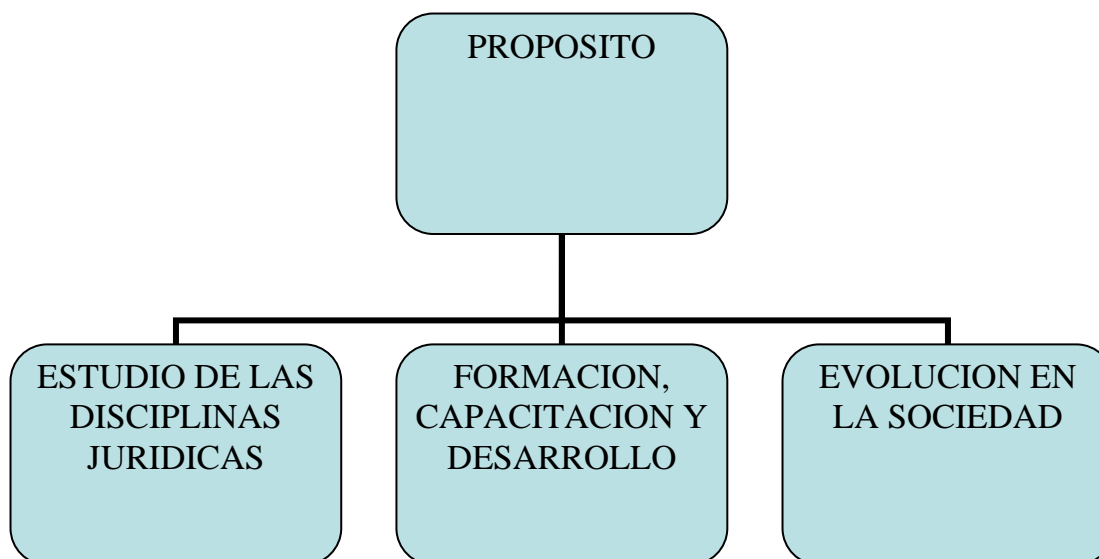 PROPOSITO
ESTUDIO DE LAS
DISCIPLINAS
JURIDICAS
FORMACION,
CAPACITACION Y
DESARROLLO
EVOLUCION EN
LA SOCIEDAD